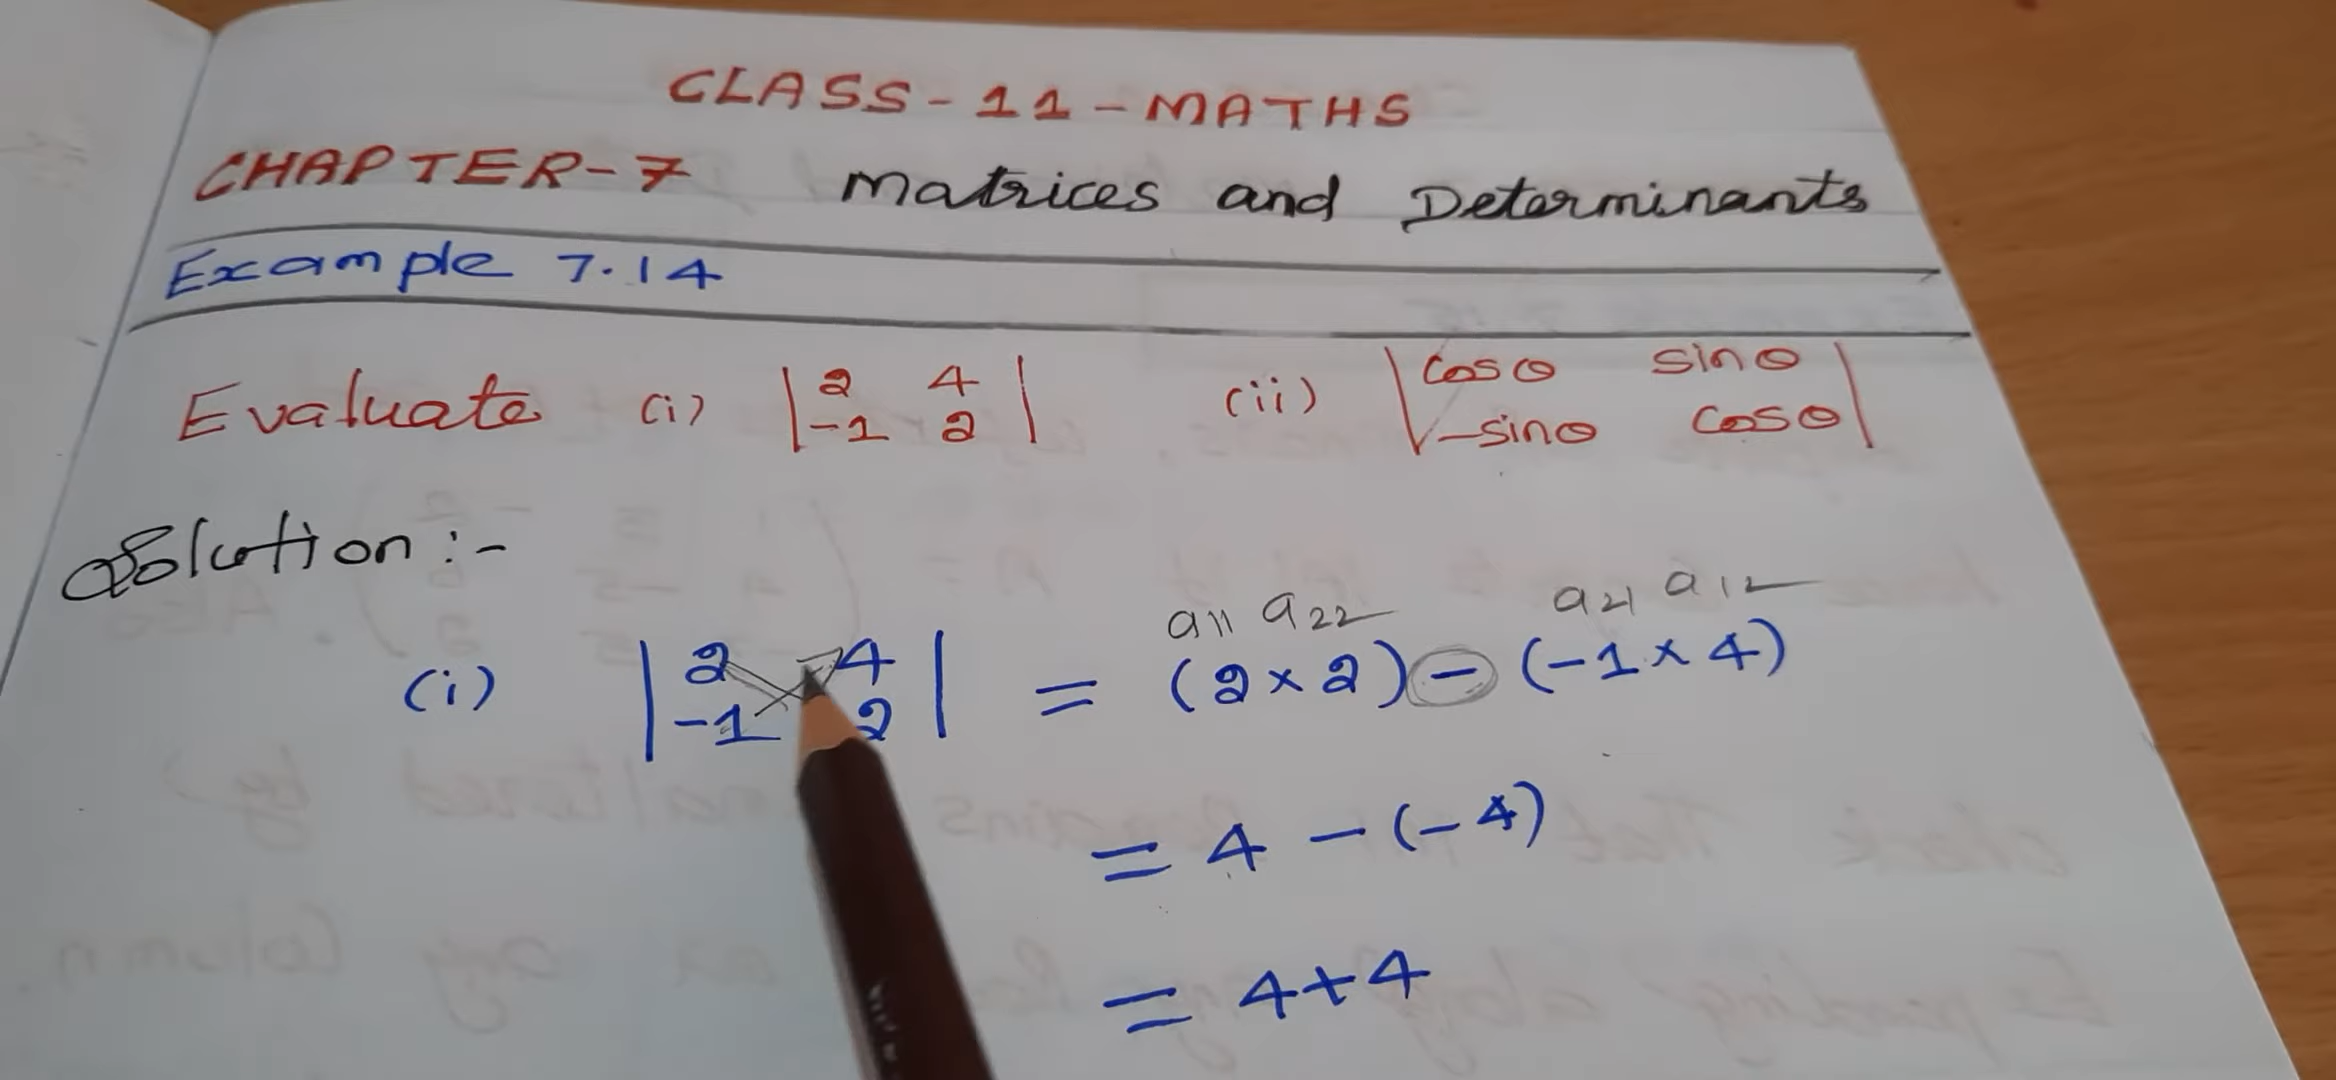 CLASS-11-MATHS
CHAPTER-7 Matrices and Determinants
Example 7.14
Evaluate (i) | 2 4 | (ii) | cosθ sinθ |
| -1 2 | | -sinθ cosθ |
Solution:-
a11 a22 a21 a12
(i) | 2 4 | = (2×2) - (-1×4)
| -1 2 |
= 4 - (-4)
= 4+4